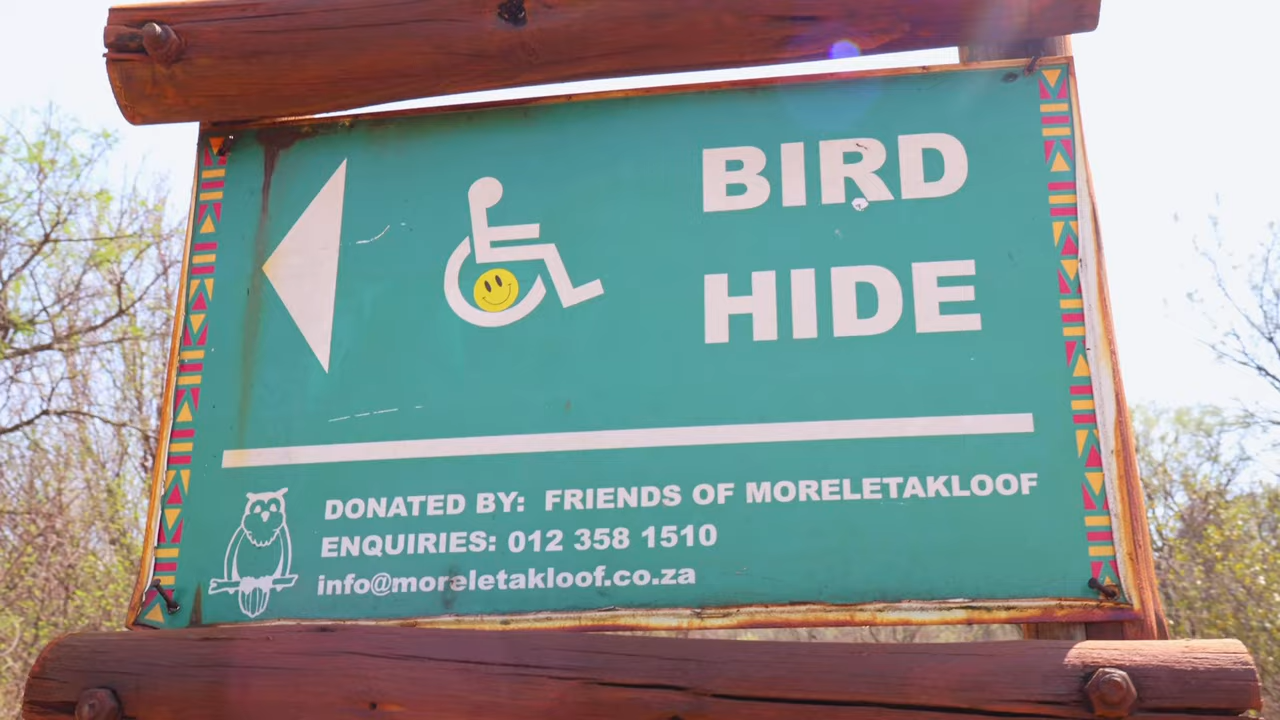 BIRD
HIDE
DONATED BY: FRIENDS OF MORELETAKLOOF
ENQUIRIES: 012 358 1510
info@moreletakloof.co.za